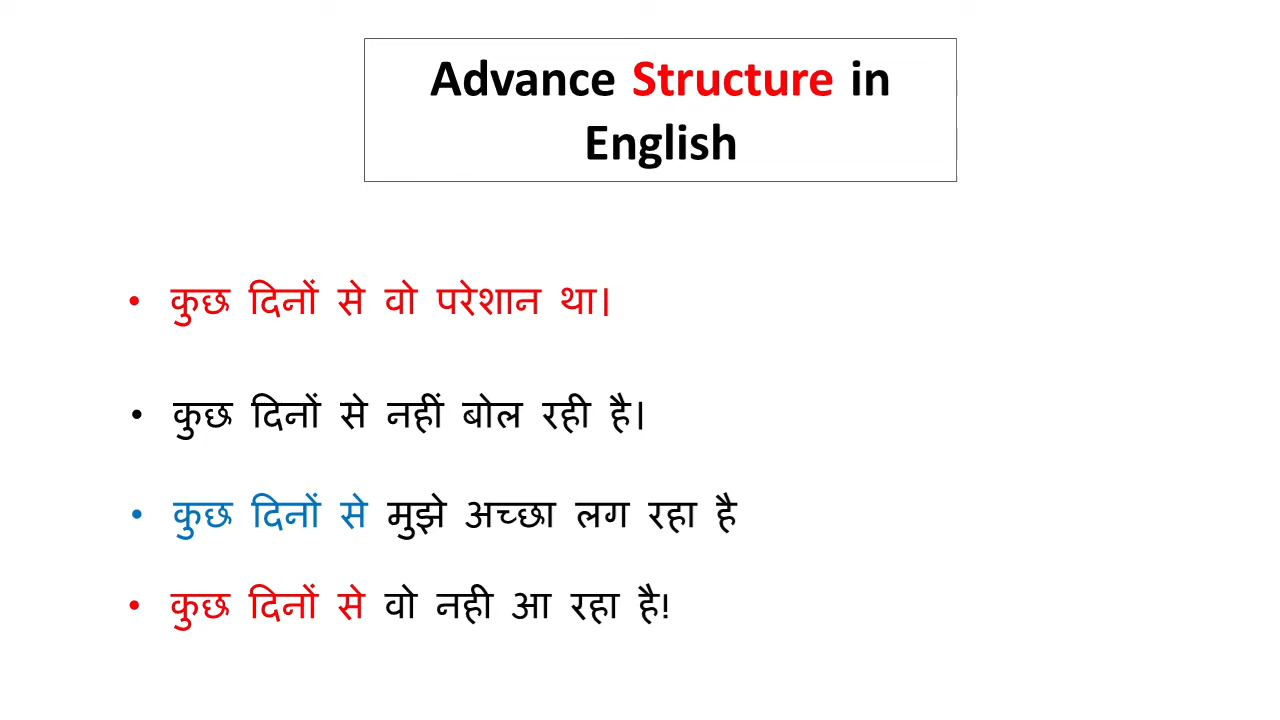 Advance Structure in
English
• कुछ दिनों से वो परेशान था।
• कुछ दिनों से नहीं बोल रही है।
• कुछ दिनों से मुझे अच्छा लग रहा है
• कुछ दिनों से वो नही आ रहा है!